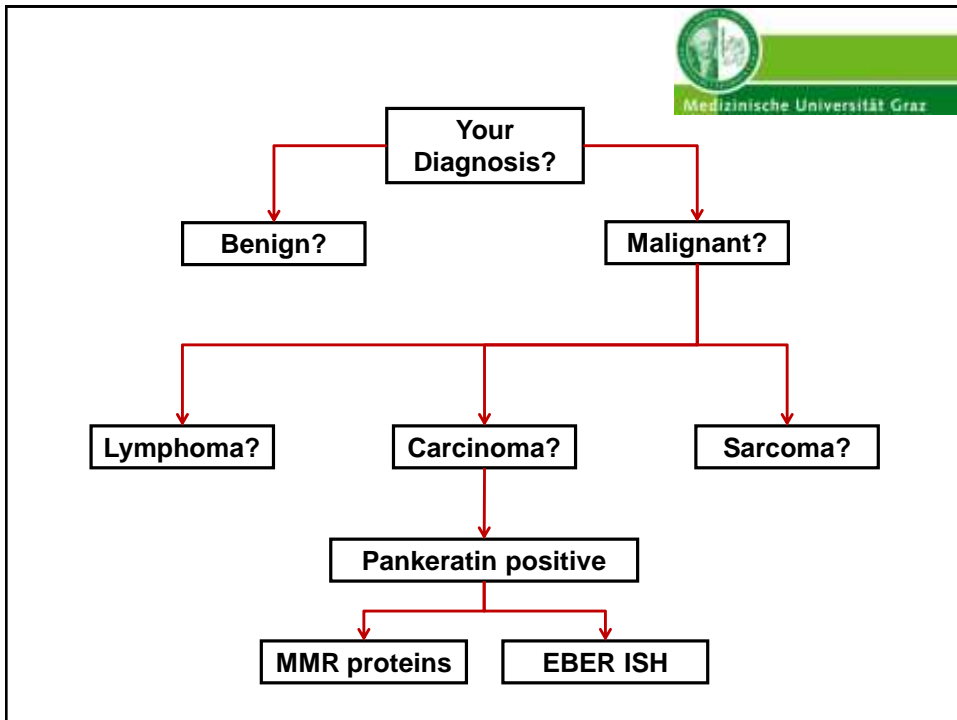 Medizinische Universität Graz
Your
Diagnosis?
Benign?
Malignant?
Lymphoma?
Carcinoma?
Sarcoma?
Pankeratin positive
MMR proteins
EBER ISH